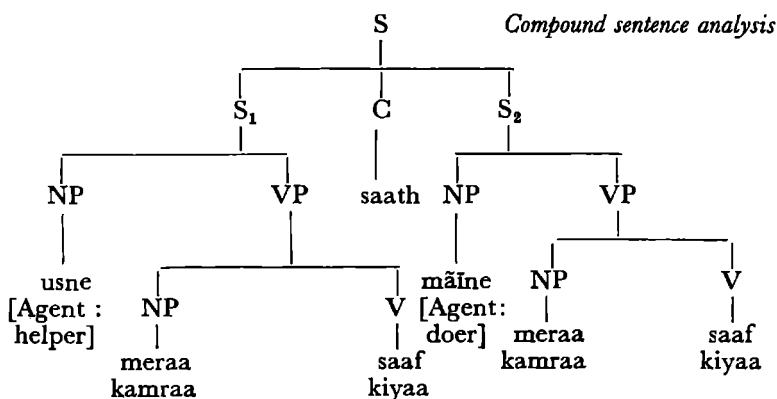 S Compound sentence analysis
S₁ C S₂
NP VP saath NP VP
usne mãĩne
[Agent : NP V [Agent: NP V
helper] doer] meraa saaf
meraa saaf kamraa kiyaa
kamraa kiyaa